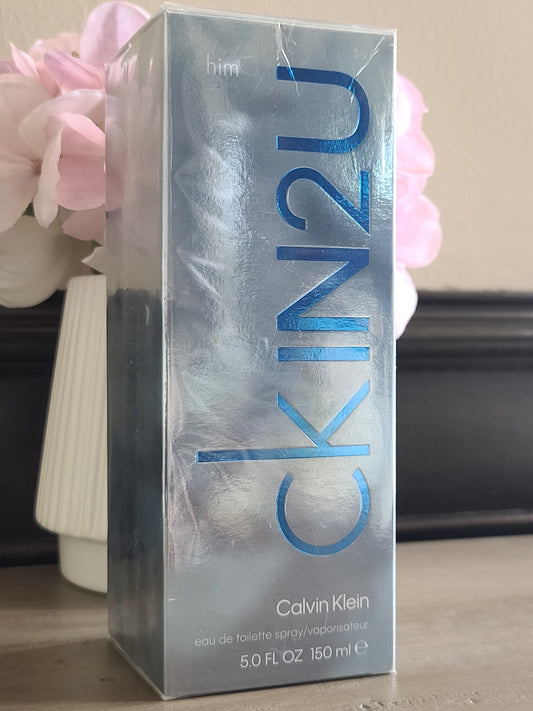 him
CKIN2U
Calvin Klein
eau de toilette spray/vaporisateur
5.0 FL OZ 150 ml ℮